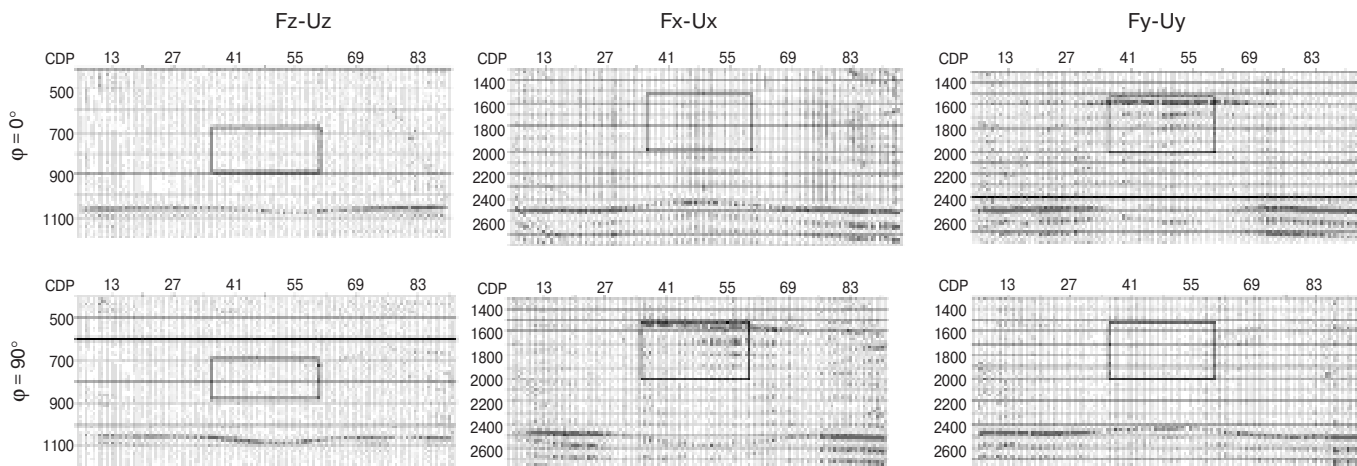 Fz-Uz Fx-Ux Fy-Uy
CDP 13 27 41 55 69 83 CDP 13 27 41 55 69 83 CDP 13 27 41 55 69 83
φ = 0°
500 1400 1400
700 1600 1600
900 1800 1800
1100 2000 2000
2200 2200
2400 2400
2600 2600
CDP 13 27 41 55 69 83 CDP 13 27 41 55 69 83 CDP 13 27 41 55 69 83
φ = 90°
500 1400 1400
700 1600 1600
900 1800 1800
1100 2000 2000
2200 2200
2400 2400
2600 2600